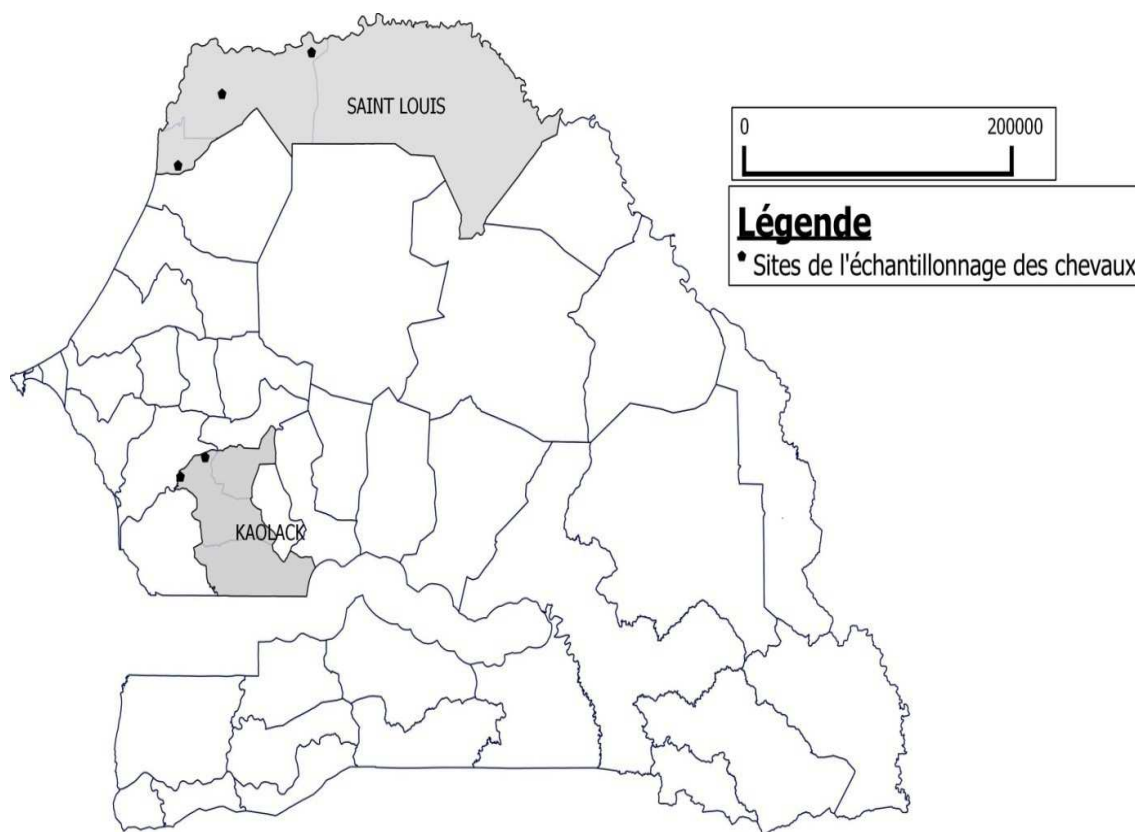 SAINT LOUIS
0 200000
Légende
Sites de l'échantillonnage des chevaux
KAOLACK